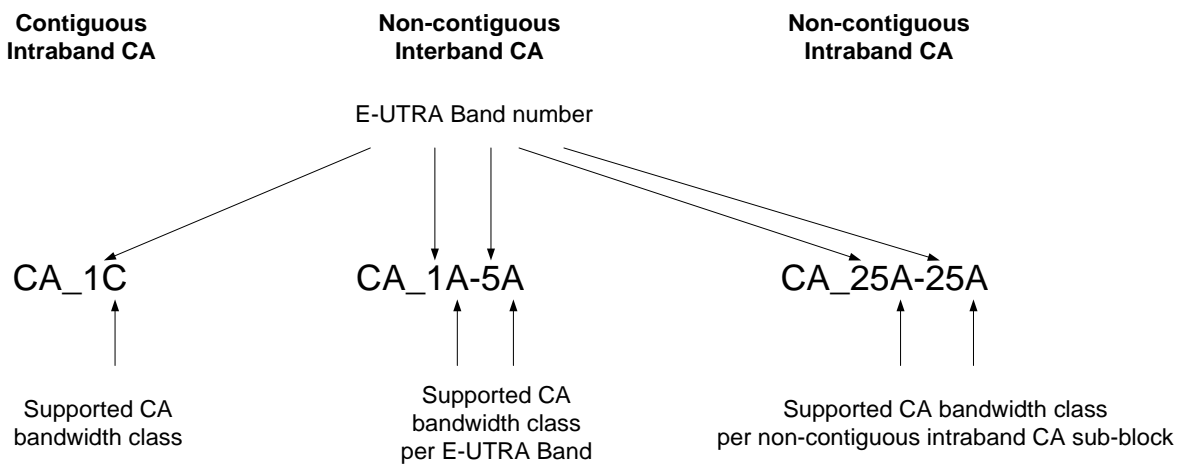 Contiguous
Intraband CA
Non-contiguous
Interband CA
Non-contiguous
Intraband CA
E-UTRA Band number
CA_1C
CA_1A-5A
CA_25A-25A
Supported CA
bandwidth class
Supported CA
bandwidth class
per E-UTRA Band
Supported CA bandwidth class
per non-contiguous intraband CA sub-block